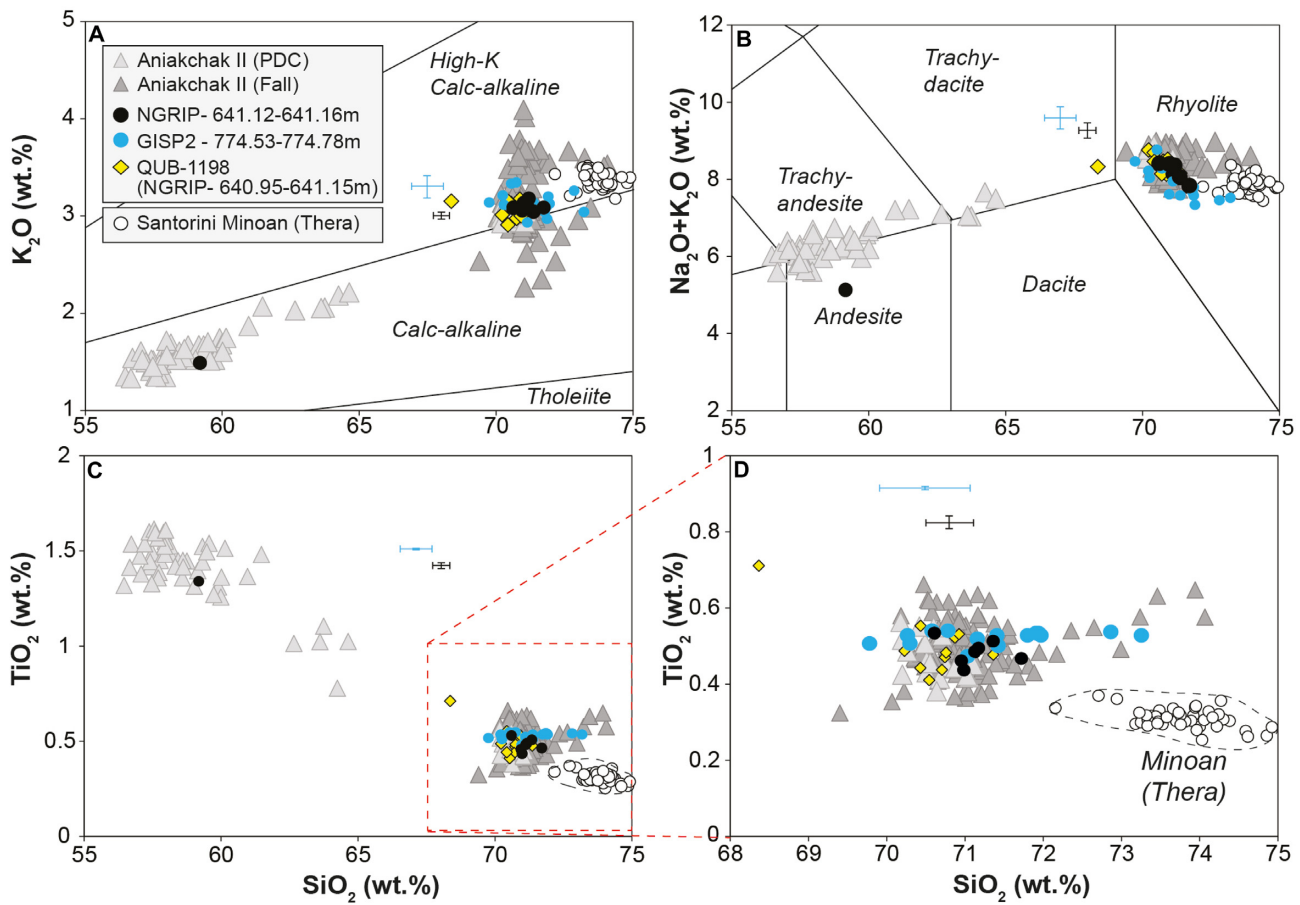 A
5
4
3
2
1
K2O (wt.%)
55
60
65
70
75
Aniakchak II (PDC)
Aniakchak II (Fall)
NGRIP- 641.12-641.16m
GISP2 - 774.53-774.78m
QUB-1198
(NGRIP- 640.95-641.15m)
Santorini Minoan (Thera)
High-K
Calc-alkaline
Calc-alkaline
Tholeiite
B
12
10
8
6
4
2
Na2O+K2O (wt.%)
55
60
65
70
75
Trachy-
dacite
Rhyolite
Trachy-
andesite
Andesite
Dacite
C
2
1.5
1
0.5
0
TiO2 (wt.%)
55
60
65
70
75
SiO2 (wt.%)
D
1
0.8
0.6
0.4
0.2
0
TiO2 (wt.%)
68
69
70
71
72
73
74
75
SiO2 (wt.%)
Minoan
(Thera)